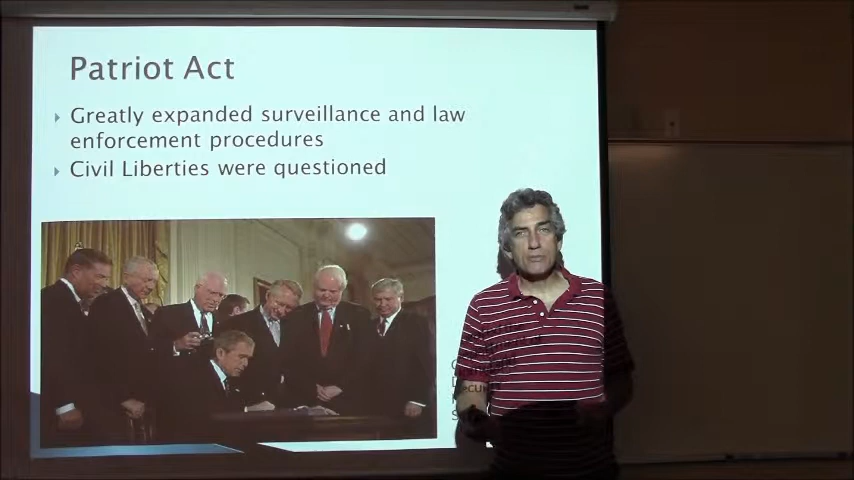 Patriot Act
Greatly expanded surveillance and law
enforcement procedures
Civil Liberties were questioned